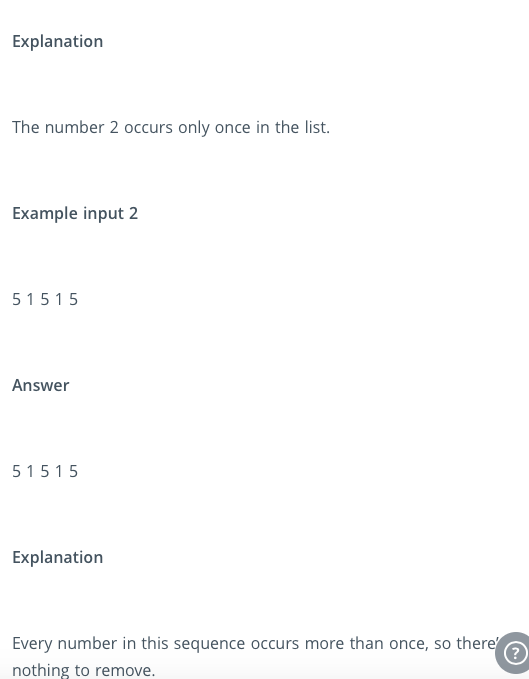 Explanation
The number 2 occurs only once in the list.
Example input 2
5 1 5 1 5
Answer
5 1 5 1 5
Explanation
Every number in this sequence occurs more than once, so there'
nothing to remove.
?